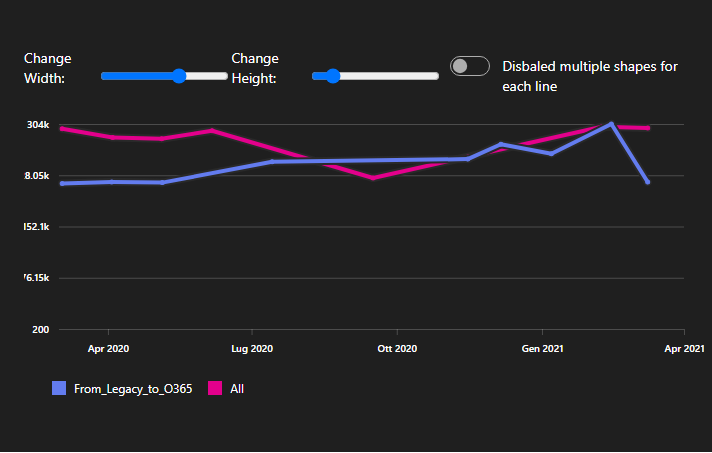 Change
Width:
Change
Height:
Disbaled multiple shapes for
each line
304k
8.05k
152.1k
76.15k
200
Apr 2020
Lug 2020
Ott 2020
Gen 2021
Apr 2021
From_Legacy_to_O365
All